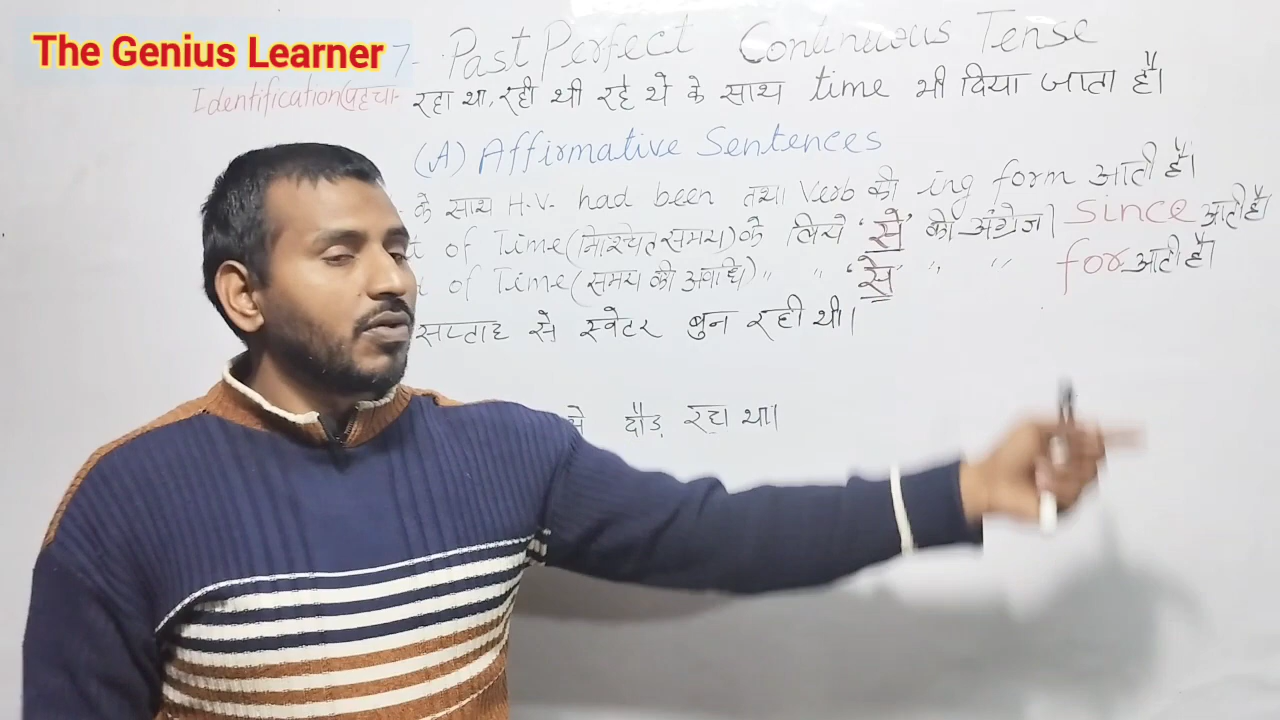 The Genius Learner
7- Past Perfect Continuous Tense
Identification(पहचा- रहा था, रही थी रहे थे के साथ time भी दिया जाता है।
(A) Affirmative Sentences
के साथ H.V. had been तथा Verb की ing form आती है।
of Time(निश्चित समय) के लिये 'से' की अंग्रेजी since आती है
of Time(समय की अवधि) " " 'से' " " for आती है।
सप्ताह से स्वेटर बुन रही थी।
से दौड़ रहा था।